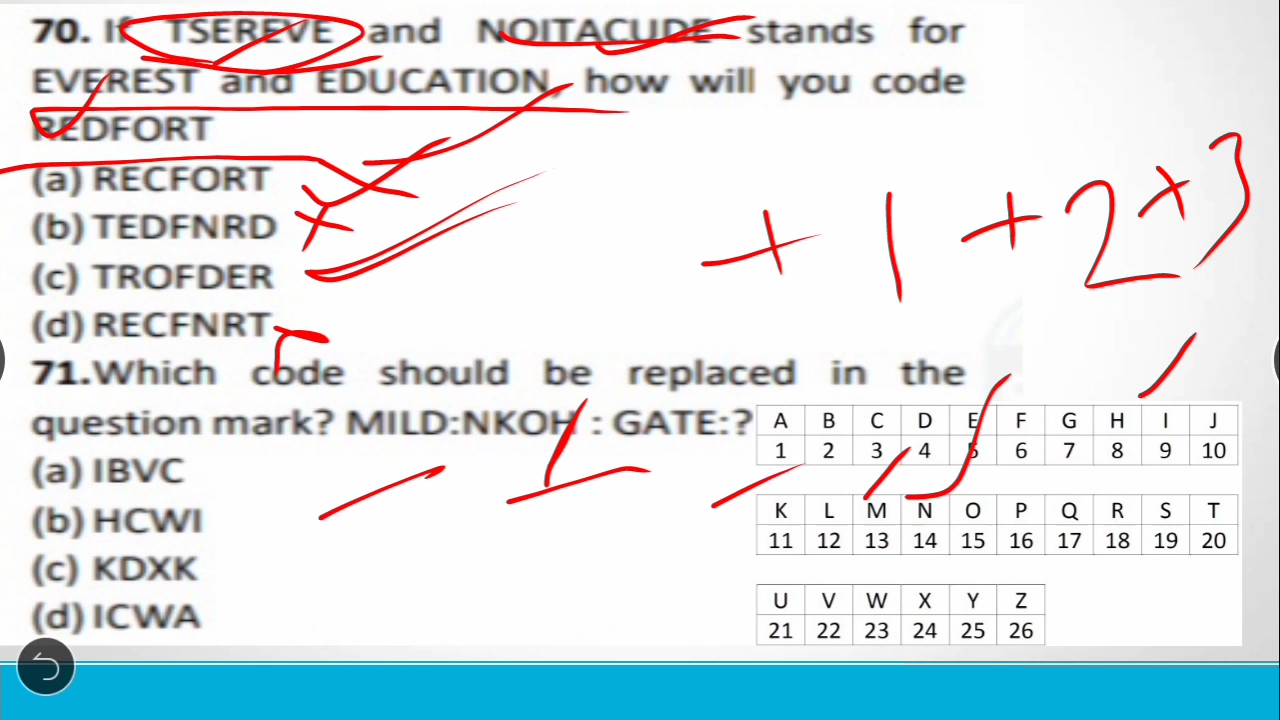 70. If TSEREVE and NOITACUDE stands for
EVEREST and EDUCATION, how will you code
REDFORT
(a) RECFORT
(b) TEDFNRD
(c) TROFDER
(d) RECFNRT
+1 +2 +3
71.Which code should be replaced in the
question mark? MILD:NKOH : GATE:?
(a) IBVC
(b) HCWI
(c) KDXK
(d) ICWA
A B C D E F G H I J
1 2 3 4 5 6 7 8 9 10
K L M N O P Q R S T
11 12 13 14 15 16 17 18 19 20
U V W X Y Z
21 22 23 24 25 26